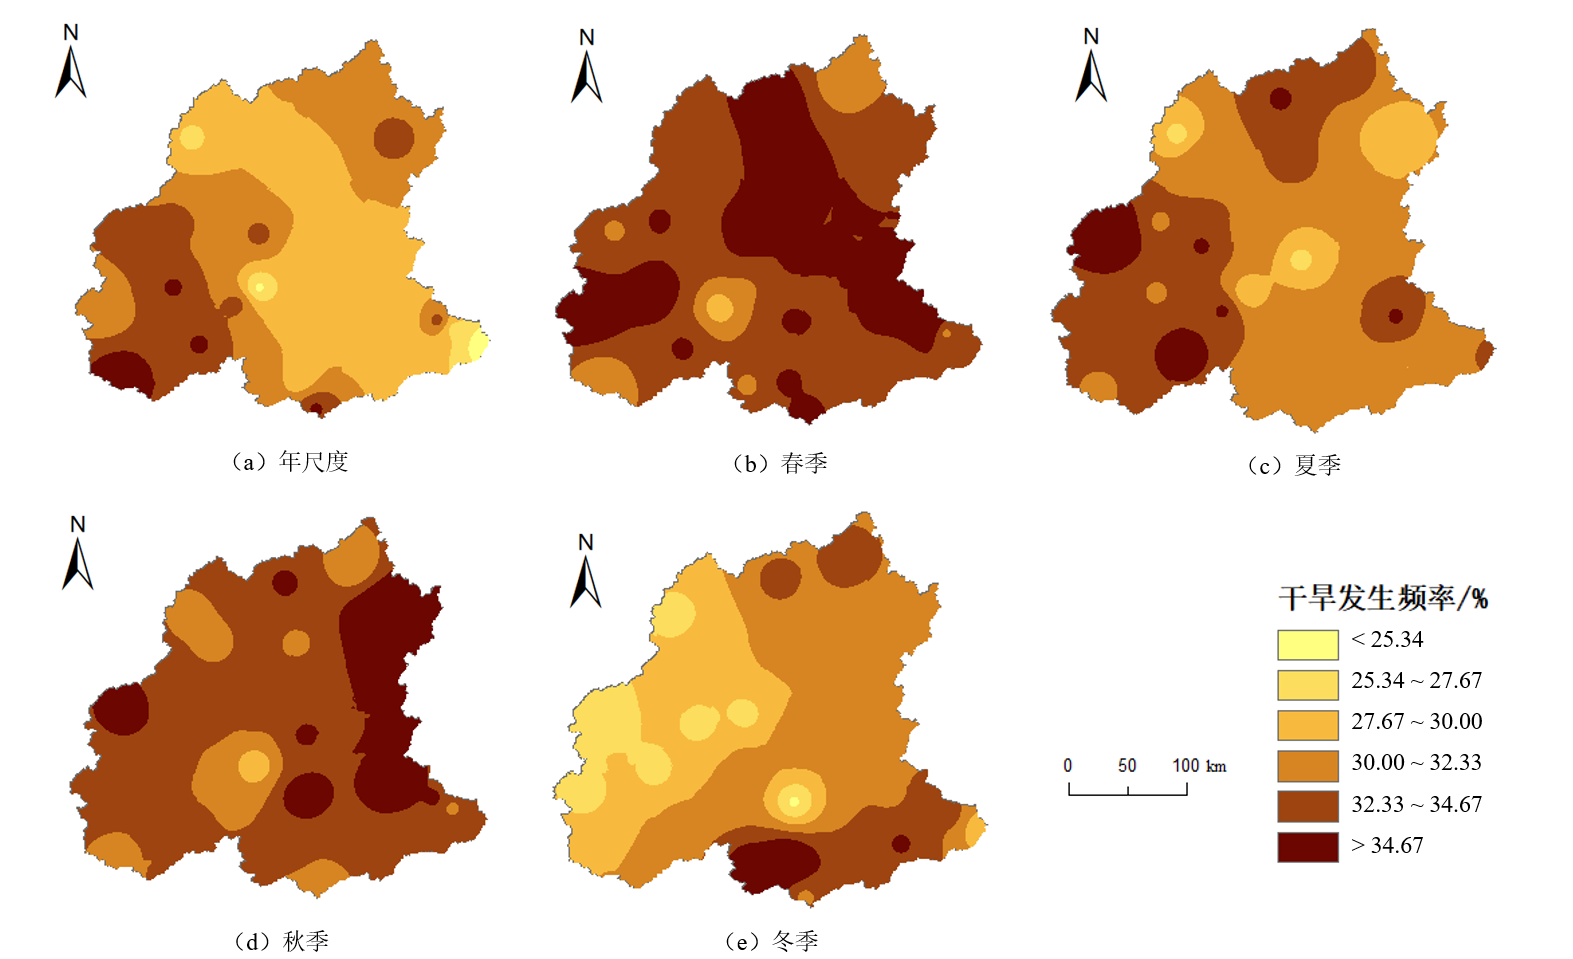 N
N
N
（a）年尺度
（b）春季
（c）夏季
N
N
干旱发生频率/%
< 25.34
25.34 ~ 27.67
27.67 ~ 30.00
30.00 ~ 32.33
32.33 ~ 34.67
> 34.67
0 50 100 km
（d）秋季
（e）冬季